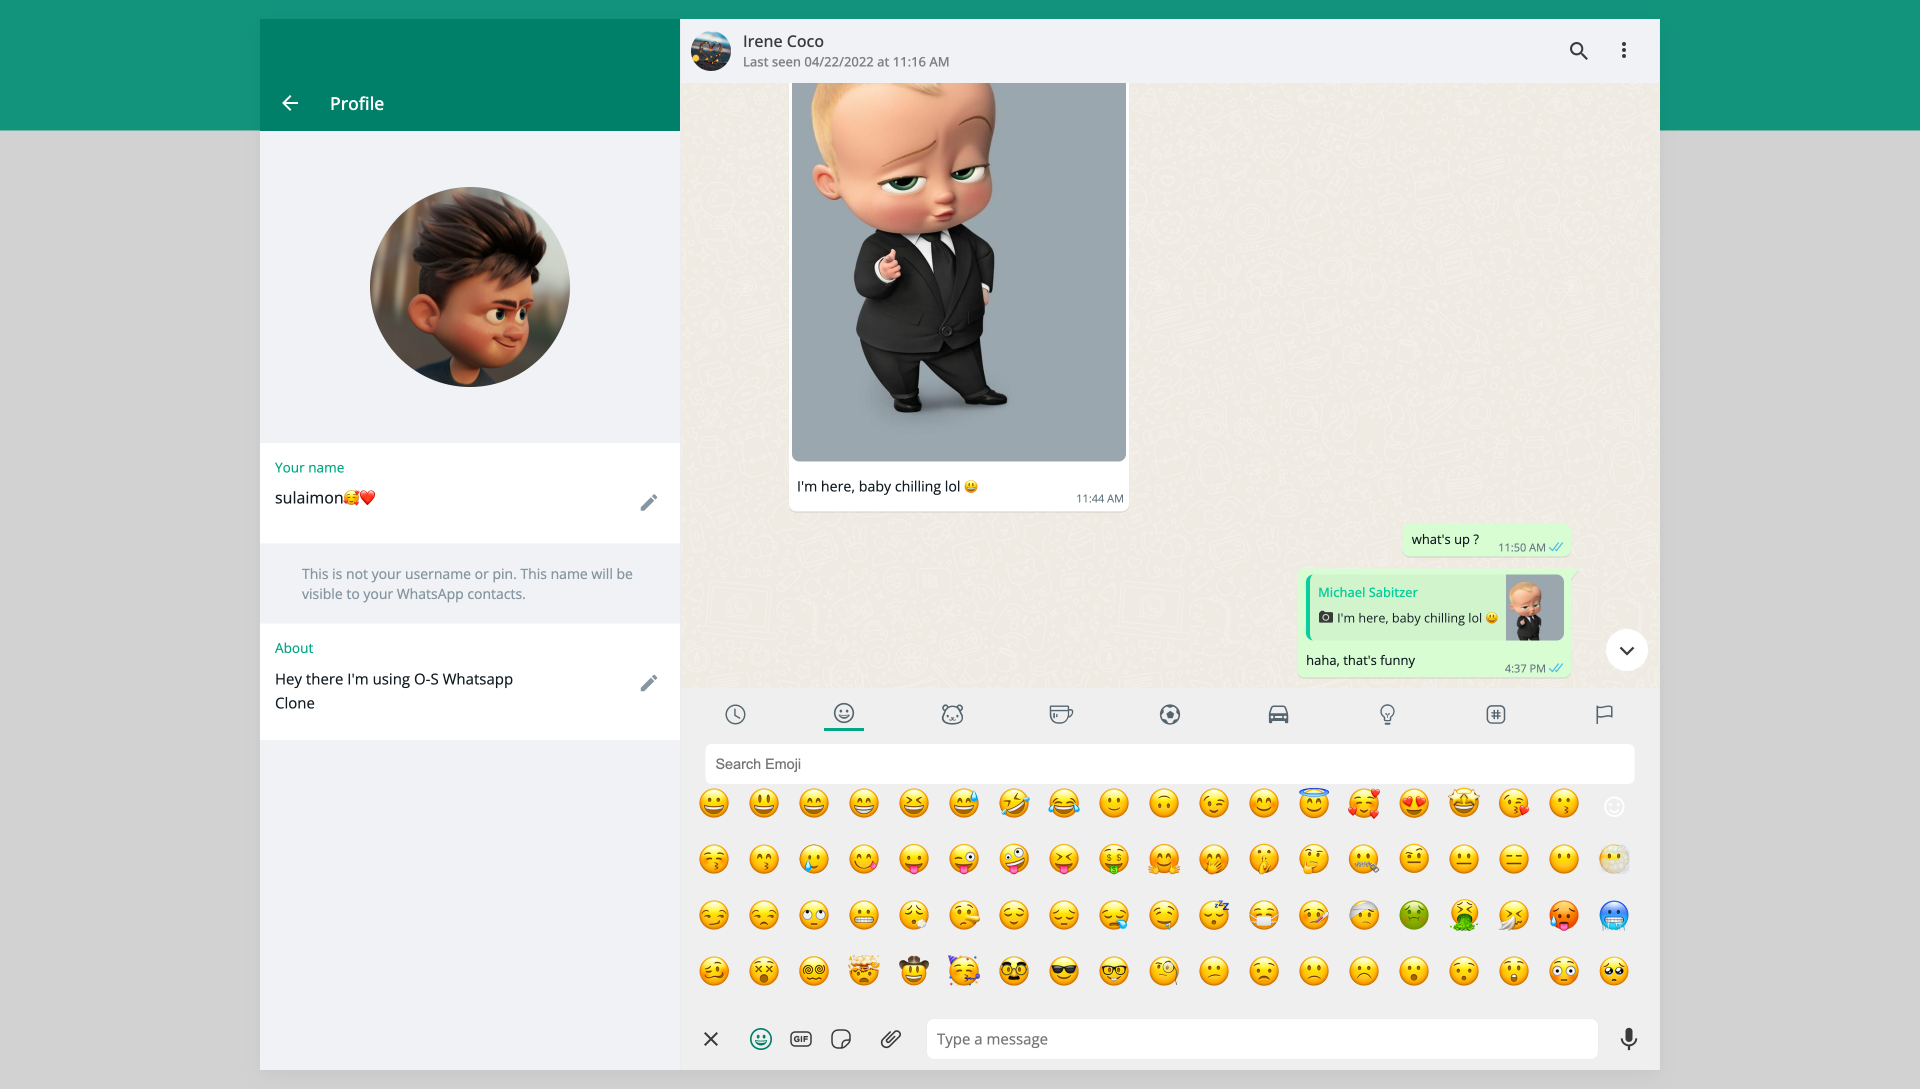 Profile
Your name
sulaimon🥰❤️
This is not your username or pin. This name will be
visible to your WhatsApp contacts.
About
Hey there I'm using O-S Whatsapp
Clone
Irene Coco
Last seen 04/22/2022 at 11:16 AM
I'm here, baby chilling lol 😃
11:44 AM
what's up ?
11:50 AM
Michael Sabitzer
I'm here, baby chilling lol 😃
haha, that's funny
4:37 PM
Search Emoji
GIF
Type a message